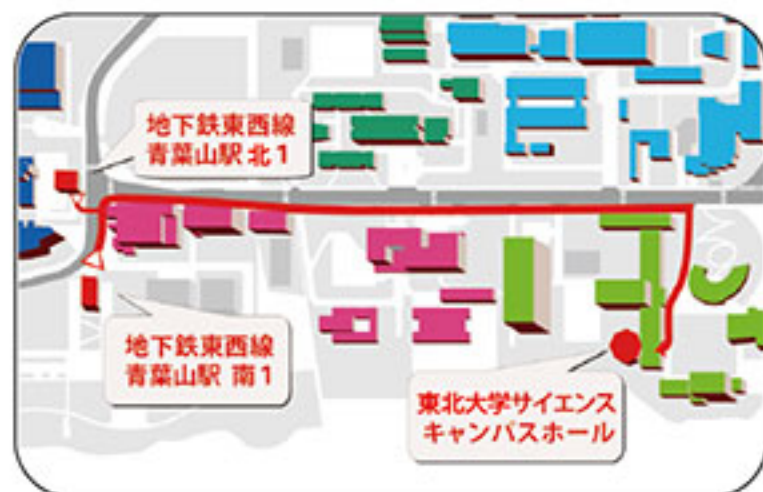 地下鉄東西線
青葉山駅 北1
地下鉄東西線
青葉山駅 南1
東北大学サイエンス
キャンパスホール